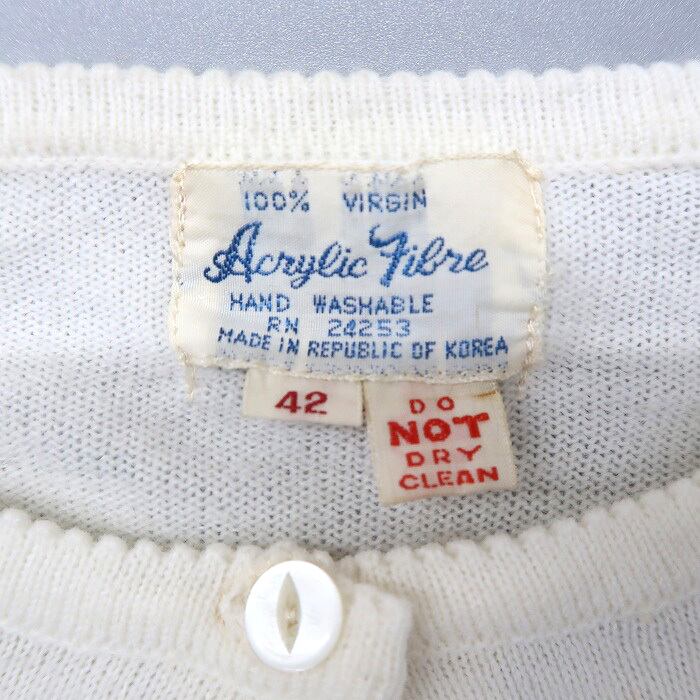 100% VIRGIN
Acrylic Fibre
HAND WASHABLE
RN 24253
MADE IN REPUBLIC OF KOREA
42
DO
NOT
DRY
CLEAN